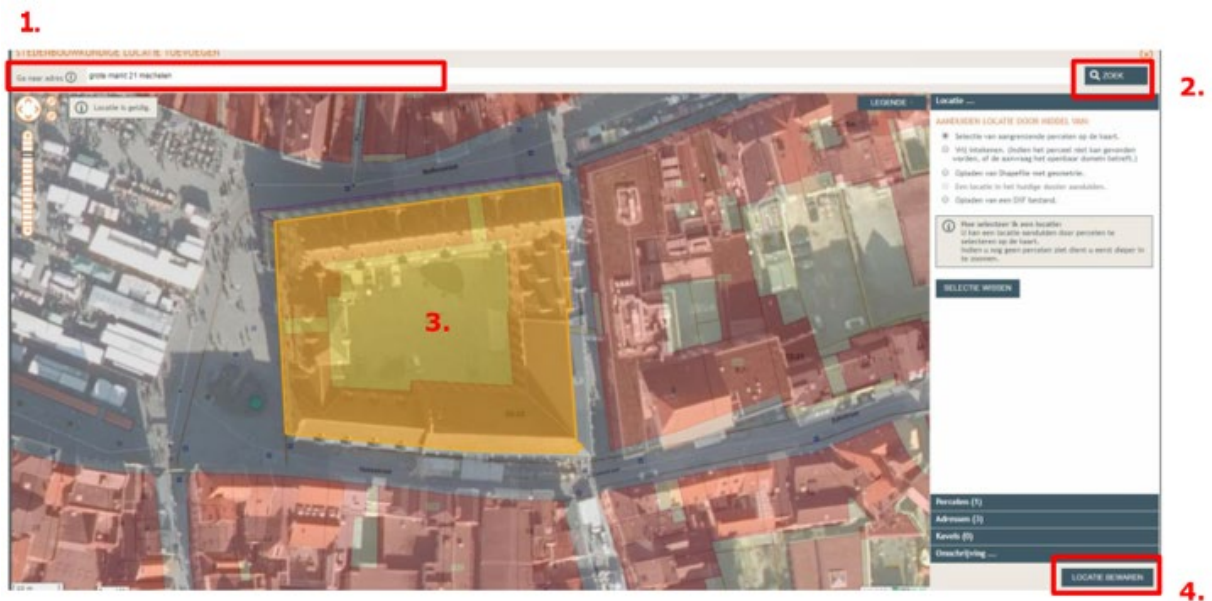 1.
STEDENBOUWKUNDIGE LOCATIE TOEVOEGEN
Ga naar adres grote markt 21 mechelen
ZOEK
2.
Locatie is geldig.
LEGENDE
Locatie ...
AANDUIDEN LOCATIE DOOR MIDDEL VAN:
Selectie van aangrenzende percelen op de kaart.
Vrij intekenen. (Indien het perceel niet kan gevonden
worden, of de aanvraag het openbaar domein betreft.)
Opladen van Shapefile met geometrie.
Een locatie in het huidige dossier aanduiden.
Opladen van een DXF bestand.
Hoe selecteer ik een locatie:
U kan een locatie aanduiden door percelen te
selecteren op de kaart.
Indien u nog geen percelen ziet dient u eerst dieper in
te zoomen.
SELECTIE WISSEN
3.
Percelen (1)
Adressen (3)
Kavels (0)
Omschrijving ...
LOCATIE BEWAREN
4.